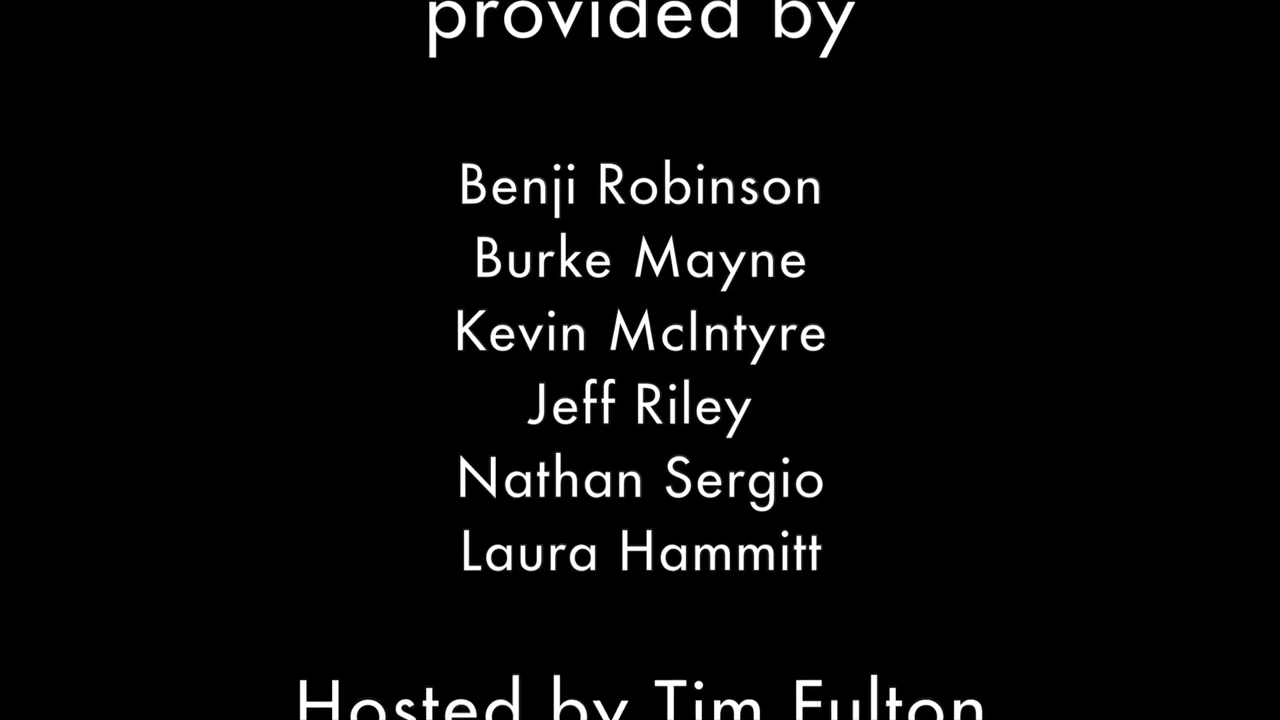 provided by
Benji Robinson
Burke Mayne
Kevin McIntyre
Jeff Riley
Nathan Sergio
Laura Hammitt
Hosted by Tim Fulton